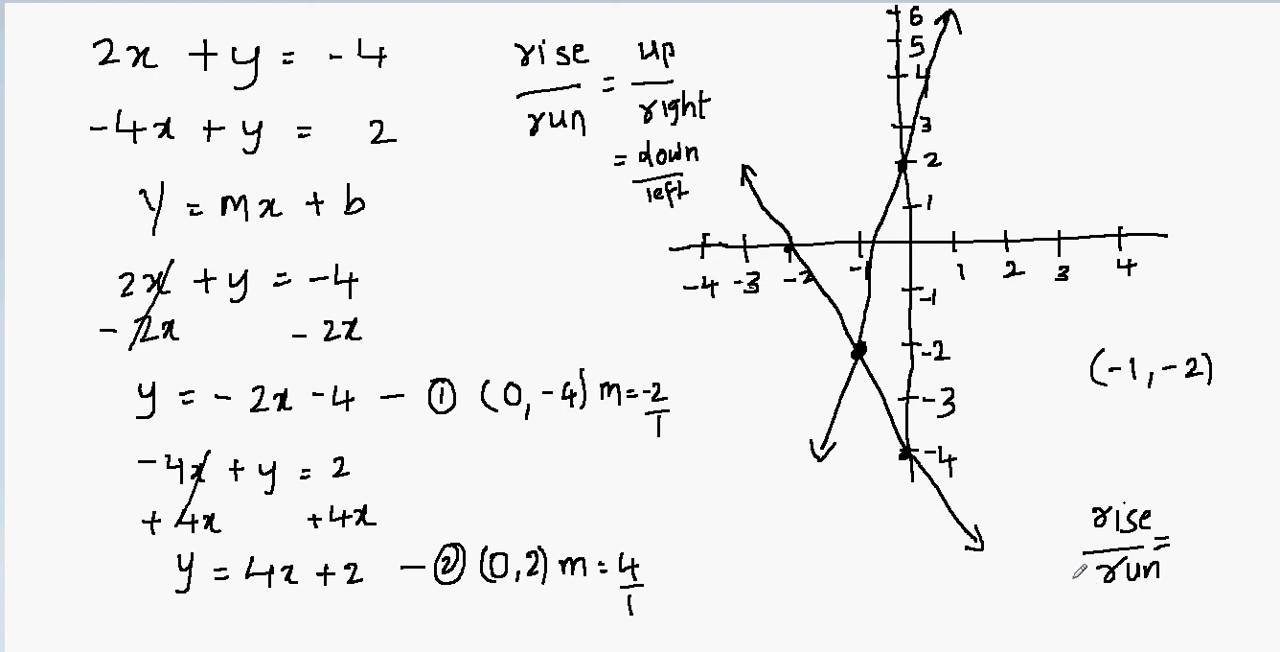 2x + y = -4
-4x + y = 2
y = mx + b
2x + y = -4
- 2x - 2x
y = - 2x - 4 - ① (0, -4) m = -2/1
-4x + y = 2
+ 4x + 4x
y = 4x + 2 - ② (0, 2) m = 4/1
rise/run = up/right
= down/left
6
5
4
3
2
1
-4 -3 -2 -1 1 2 3 4
-1
-2
-3
-4
(-1, -2)
rise/run =